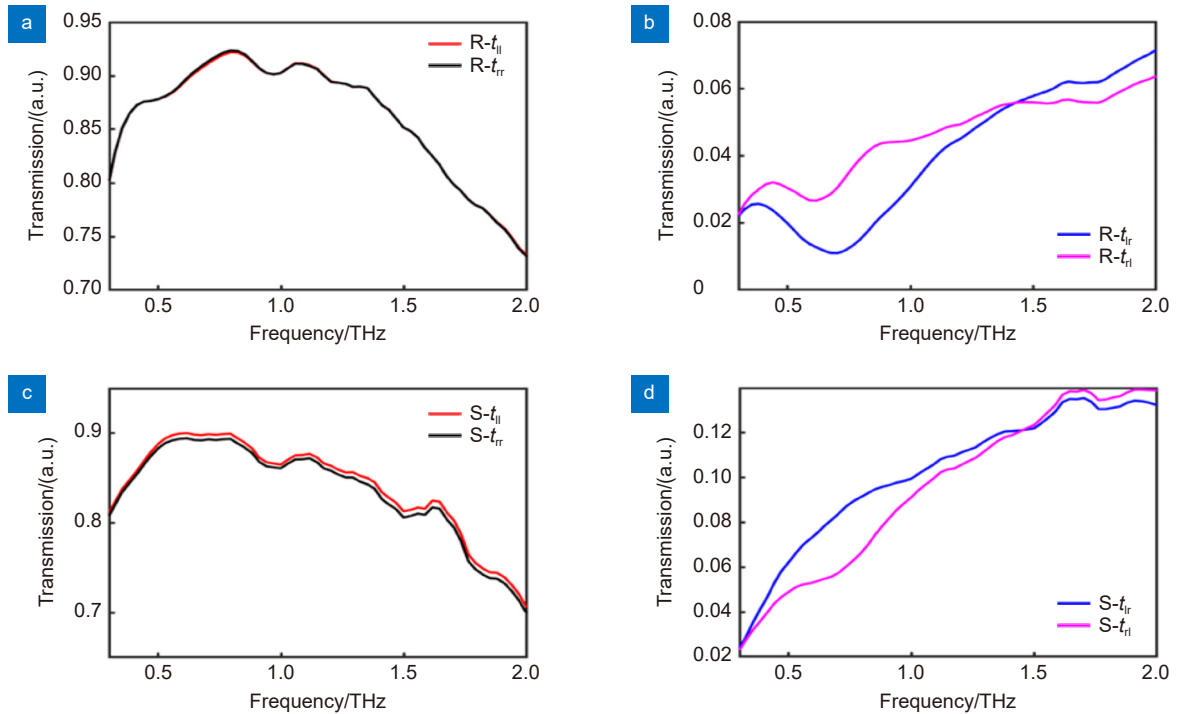 a
0.95
0.90
0.85
0.80
0.75
0.70
Transmission/(a.u.)
R-tll
R-trr
0.5
1.0
1.5
2.0
Frequency/THz
b
0.08
0.06
0.04
0.02
0
Transmission/(a.u.)
R-tlr
R-trl
0.5
1.0
1.5
2.0
Frequency/THz
c
0.9
0.8
0.7
Transmission/(a.u.)
S-tll
S-trr
0.5
1.0
1.5
2.0
Frequency/THz
d
0.12
0.10
0.08
0.06
0.04
0.02
Transmission/(a.u.)
S-tlr
S-trl
0.5
1.0
1.5
2.0
Frequency/THz